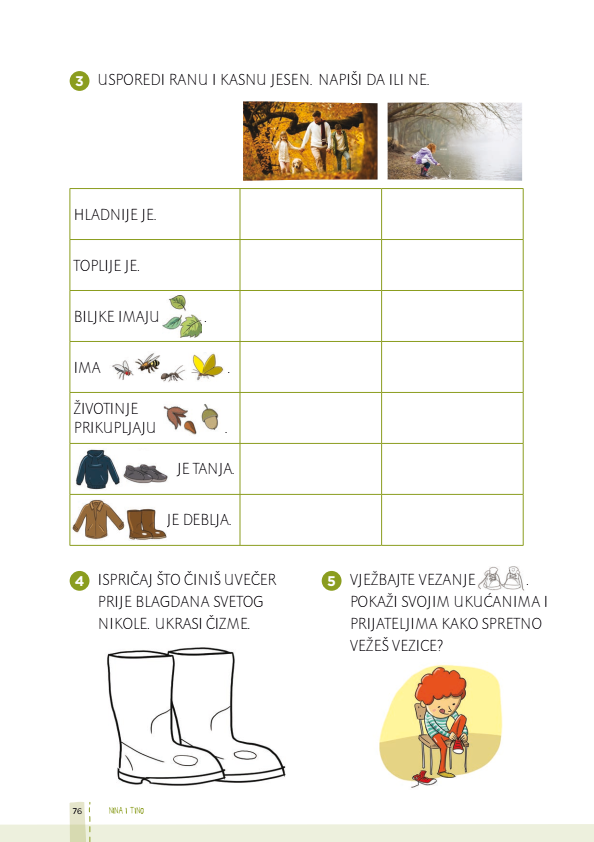 3 USPOREDI RANU I KASNU JESEN. NAPIŠI DA ILI NE.
HLADNIJE JE.
TOPLIJE JE.
BILJKE IMAJU .
IMA .
ŽIVOTINJE
PRIKUPLJAJU .
JE TANJA.
JE DEBLJA.
4 ISPRIČAJ ŠTO ČINIŠ UVEČER
PRIJE BLAGDANA SVETOG
NIKOLE. UKRASI ČIZME.
5 VJEŽBAJTE VEZANJE .
POKAŽI SVOJIM UKUĆANIMA I
PRIJATELJIMA KAKO SPRETNO
VEŽEŠ VEZICE?
76 NINA I TINO